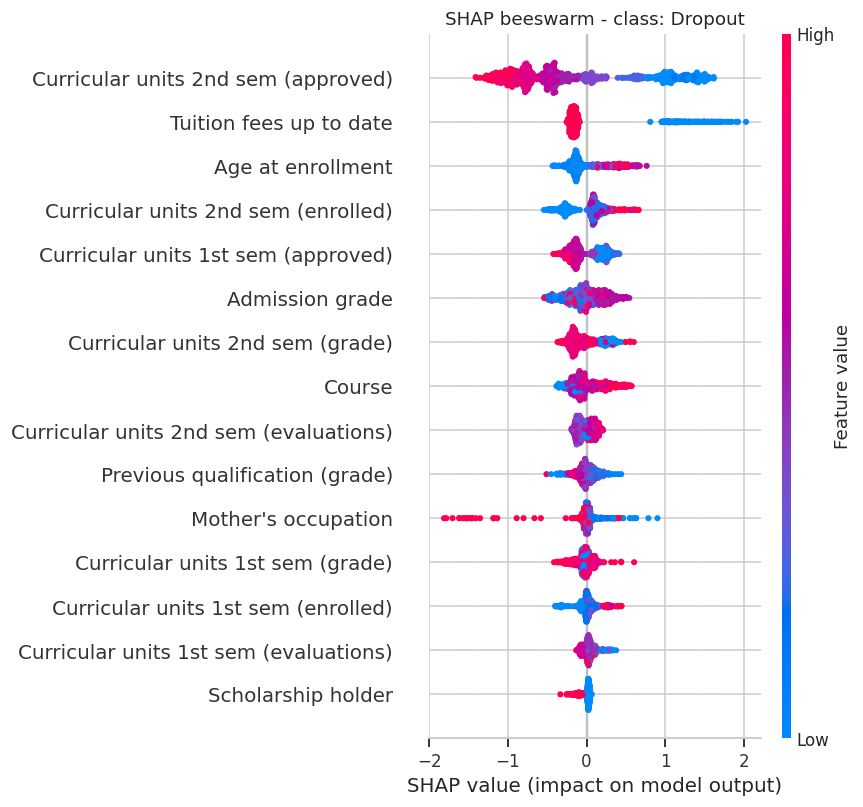 SHAP beeswarm - class: Dropout
High
Curricular units 2nd sem (approved)
Tuition fees up to date
Age at enrollment
Curricular units 2nd sem (enrolled)
Curricular units 1st sem (approved)
Admission grade
Curricular units 2nd sem (grade)
Course
Curricular units 2nd sem (evaluations)
Previous qualification (grade)
Mother's occupation
Curricular units 1st sem (grade)
Curricular units 1st sem (enrolled)
Curricular units 1st sem (evaluations)
Scholarship holder
Feature value
Low
−2 −1 0 1 2
SHAP value (impact on model output)